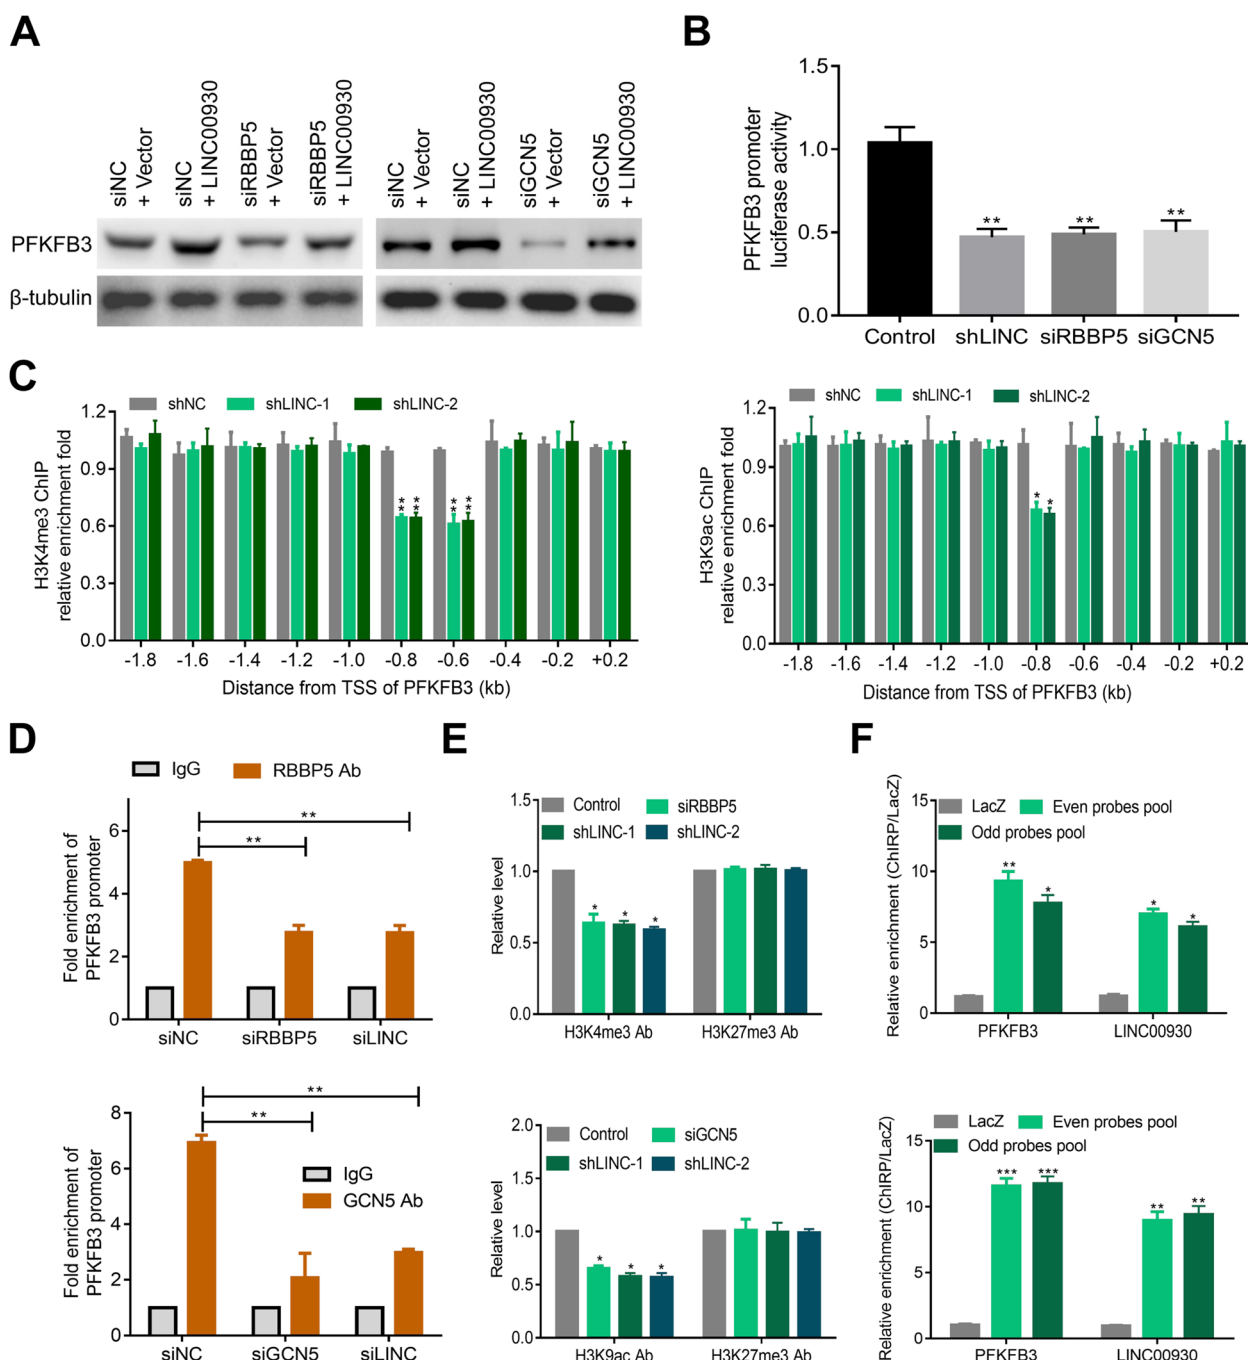 A
siNC
+ Vector
siNC
+ LINC00930
siRBBP5
+ Vector
siRBBP5
+ LINC00930
siNC
+ Vector
siNC
+ LINC00930
siGCN5
+ Vector
siGCN5
+ LINC00930
PFKFB3
β-tubulin
B
PFKFB3 promoter
luciferase activity
1.5
1.0
0.5
0.0
** ** **
Control shLINC siRBBP5 siGCN5
C
shNC shLINC-1 shLINC-2
H3K4me3 ChIP
relative enrichment fold
1.2
0.9
0.6
0.3
0.0
** ** ** **
-1.8 -1.6 -1.4 -1.2 -1.0 -0.8 -0.6 -0.4 -0.2 +0.2
Distance from TSS of PFKFB3 (kb)
shNC shLINC-1 shLINC-2
H3K9ac ChIP
relative enrichment fold
1.2
0.9
0.6
0.3
0.0
* *
-1.8 -1.6 -1.4 -1.2 -1.0 -0.8 -0.6 -0.4 -0.2 +0.2
Distance from TSS of PFKFB3 (kb)
D
IgG RBBP5 Ab
Fold enrichment of
PFKFB3 promoter
6
4
2
0
**
**
siNC siRBBP5 siLINC
Fold enrichment of
PFKFB3 promoter
8
6
4
2
0
**
**
IgG
GCN5 Ab
siNC siGCN5 siLINC
E
Relative level
1.5
1.0
0.5
0.0
Control siRBBP5
shLINC-1 shLINC-2
* * *
H3K4me3 Ab H3K27me3 Ab
Relative level
2.0
1.5
1.0
0.5
0.0
Control siGCN5
shLINC-1 shLINC-2
* * *
H3K9ac Ab H3K27me3 Ab
F
Relative enrichment (ChIRP/LacZ)
15
10
5
0
LacZ Even probes pool
Odd probes pool
** * * *
PFKFB3 LINC00930
Relative enrichment (ChIRP/LacZ)
15
10
5
0
LacZ Even probes pool
Odd probes pool
*** *** ** **
PFKFB3 LINC00930